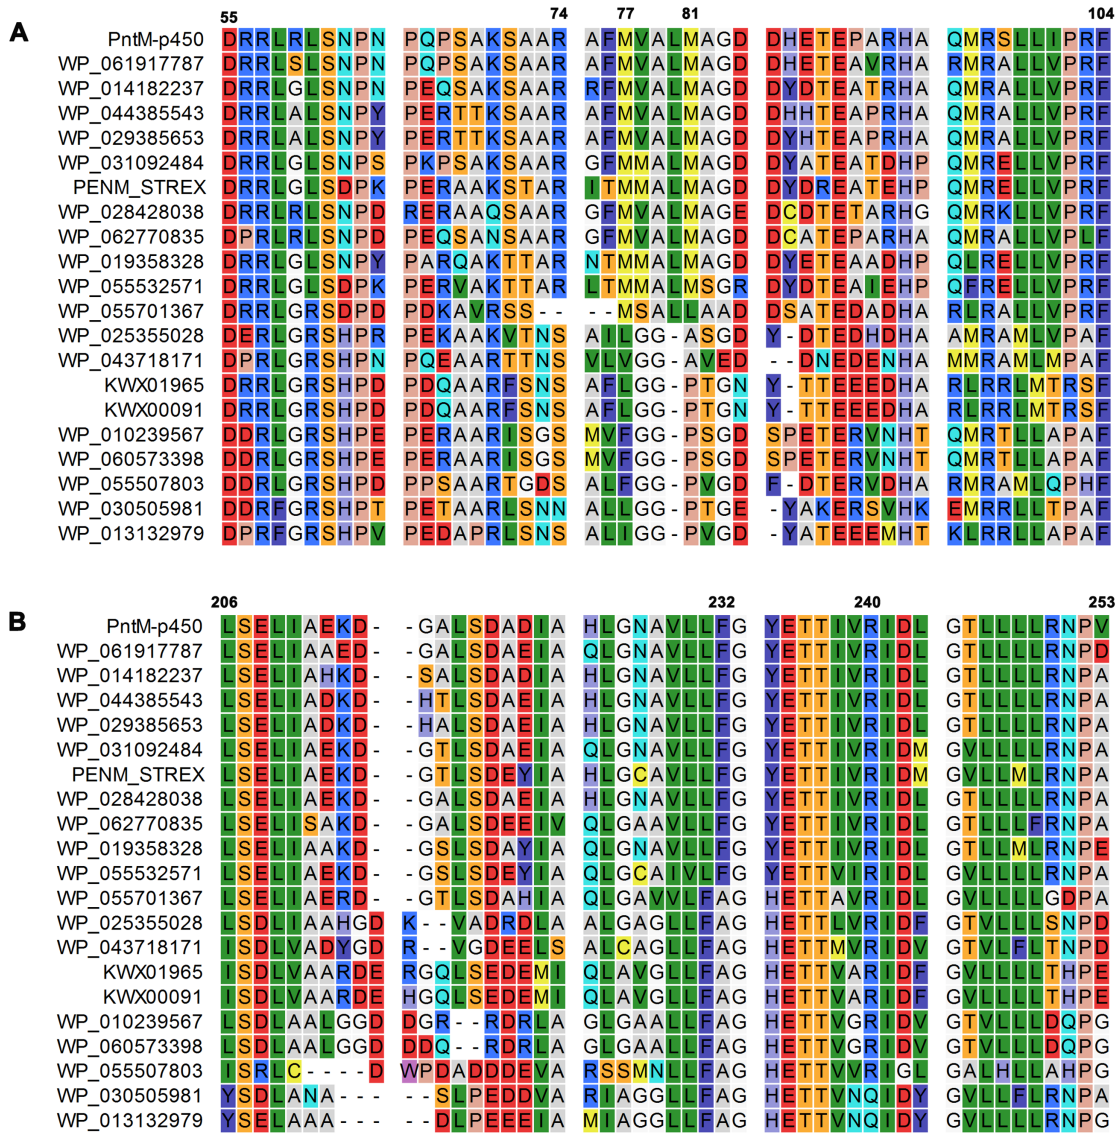 55 74 77 81 104
A
PntM-p450 DRRLRLSNPN PQPSAKSAAR AFMVALMAGD DHETEPARHA QMRSLLIPRF
WP_061917787 DRRLSLSNPN PQPSAKSAAR AFMVALMAGD DHETEAVRHA RMRALLVPRF
WP_014182237 DRRLGLSNPN PEQSAKSAAR RFMVALMAGD DYDTEATRHA QMRALLVPRF
WP_044385543 DRRLALSNPY PERTTKSAAR AFMVALMAGD DHHTEAPRHA QMRALLVPRF
WP_029385653 DRRLALSNPY PERTTKSAAR AFMVALMAGD DYHTEAPRHA QMRALLVPRF
WP_031092484 DRRLGLSNPS PKPSAKSAAR GFMMALMAGD DYATEATDHP QMRELLVPRF
PENM_STREX DRRLGLSDPK PERAAKSTAR ITMMALMAGD DYDREATEHP QMRELLVPRF
WP_028428038 DRRLRLSNPD RERAAQSAAR GFMVALMAGE DCDTETARHG QMRKLLVPRF
WP_062770835 DPRLRLSNPD PEQSANSAAR GFMVALMAGD DCATEPARHA QMRALLVPLF
WP_019358328 DRRLGLSNPY PARQAKTTAR NTMMALMAGD DYETEAADHP QLRELLVPRF
WP_055532571 DRRLGLSDPK PERVAKTTAR LTMMALMSGR DYDTEAIEHP QFRELLVPRF
WP_055701367 DRRLGRSDPD PDKAVRSS-- --MSALLAAD DSATEDADHA RLRALLVPRF
WP_025355028 DERLGRSHPR PEKAAKVTNS AILGG-ASGD Y-DTEDHDHA AMRAMLVPAF
WP_043718171 DPRLGRSHPN PQEAARTTNS VLVGG-AVED --DNEDENHA MMRAMLMPAF
KWX01965 DRRLGRSHPD PDQAARFSNS AFLGG-PTGN Y-TTEEEDHA RLRRLMTRSF
KWX00091 DRRLGRSHPD PDQAARFSNS AFLGG-PTGN Y-TTEEEDHA RLRRLMTRSF
WP_010239567 DDRLGRSHPE PERAARISGS MVFGG-PSGD SPETERVNHT QMRTLLAPAF
WP_060573398 DDRLGRSHPE PERAARISGS MVFGG-PSGD SPETERVNHT QMRTLLAPAF
WP_055507803 DDRLGRSHPD PPSAARTGDS ALFGG-PVGD F-DTERVDHA RMRAMLQPHF
WP_030505981 DDRFGRSHPT PETAARLSNN ALLGG-PTGE -YAKERSVHK EMRRLLTPAF
WP_013132979 DPRFGRSHPV PEDAPRLSNS ALIGG-PVGD -YATEEEMHT KLRRLLAPAF
206 232 240 253
B
PntM-p450 LSELIAEKD- -GALSDADIA HLGNAVLLFG YETTIVRIDL GTLLLLRNPV
WP_061917787 LSELIAAED- -GALSDAEIA QLGNAVLLFG YETTIVRIDL GTLLLLRNPD
WP_014182237 LSELIAHKD- -SALSDADIA HLGNAVLLFG YETTIVRIDL GTLLLLRNPA
WP_044385543 LSELIADKD- -HTLSDAEIA HLGNAVLLFG YETTIVRIDL GTLLLLRNPA
WP_029385653 LSELIADKD- -HALSDAEIA HLGNAVLLFG YETTIVRIDL GTLLLLRNPA
WP_031092484 LSELIAEKD- -GTLSDAEIA QLGNAVLLFG YETTIVRIDM GVLLLLRNPA
PENM_STREX LSELIAEKD- -GTLSDEYIA HLGCAVLLFG YETTIVRIDM GVLLMLRNPA
WP_028428038 LSELIAEKD- -GALSDAEIA HLGNAVLLFG YETTIVRIDL GTLLLLRNPA
WP_062770835 LSELISAKD- -GALSDEEIV QLGAAVLLFG YETTIVRIDL GTLLLFRNPA
WP_019358328 LSELIAAKD- -GSLSDAYIA QLGNAVLLFG YETTIVRIDL GTLLMLRNPE
WP_055532571 LSELIAEKD- -GSLSDEYIA QLGCAIVLFG YETTVIRIDL GTLLLLRNPA
WP_055701367 LSELIAERD- -GTLSDAHIA QLGAVVLFAG HETTAVRIDL GVLLLLGDPA
WP_025355028 LSDLIAAHGD K--VADRDLA ALGAGLLFAG HETTLVRIDF GTVLLLSNPD
WP_043718171 ISDLVADYGD R--VGDEELS ALCAGLLFAG HETTMVRIDV GTVLFLTNPD
KWX01965 ISDLVAARDE RGQLSEDEMI QLAVGLLFAG HETTVARIDF GVLLLLTHPE
KWX00091 ISDLVAARDE HGQLSEDEMI QLAVGLLFAG HETTVARIDF GVLLLLTHPE
WP_010239567 LSDLAALGGD DGR--RDRLA GLGAALLFAG HETTVGRIDV GTVLLLDQPG
WP_060573398 LSDLAALGGD DDQ--RDRLA GLGAALLFAG HETTVGRIDV GTVLLLDQPG
WP_055507803 ISRLC----D WPDADDDEVA RSSMNLLFAG HETTVVRIGL GALHLLAHPG
WP_030505981 YSDLANA--- --SLPEDDVA RIAGGLLFAG HETTVNQIDY GVLLFLRNPA
WP_013132979 YSELAAA--- --DLPEEEIA MIAGGLLFAG HETTVNQIDY GVLLLLRNPG